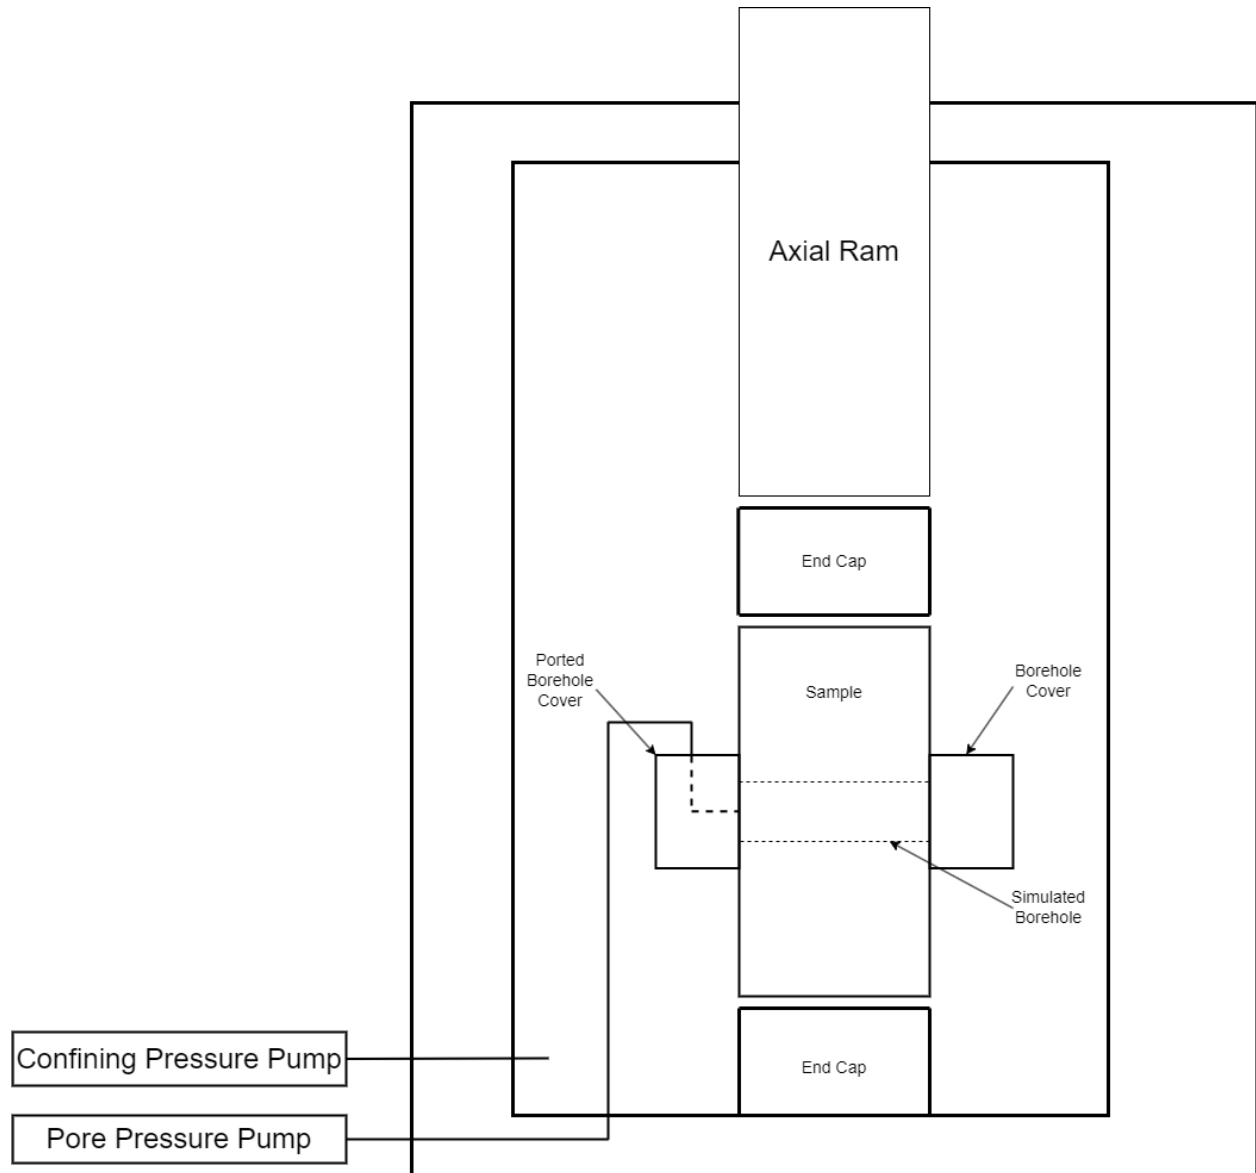 Axial Ram
End Cap
Ported
Borehole
Cover
Sample
Borehole
Cover
Simulated
Borehole
Confining Pressure Pump
End Cap
Pore Pressure Pump